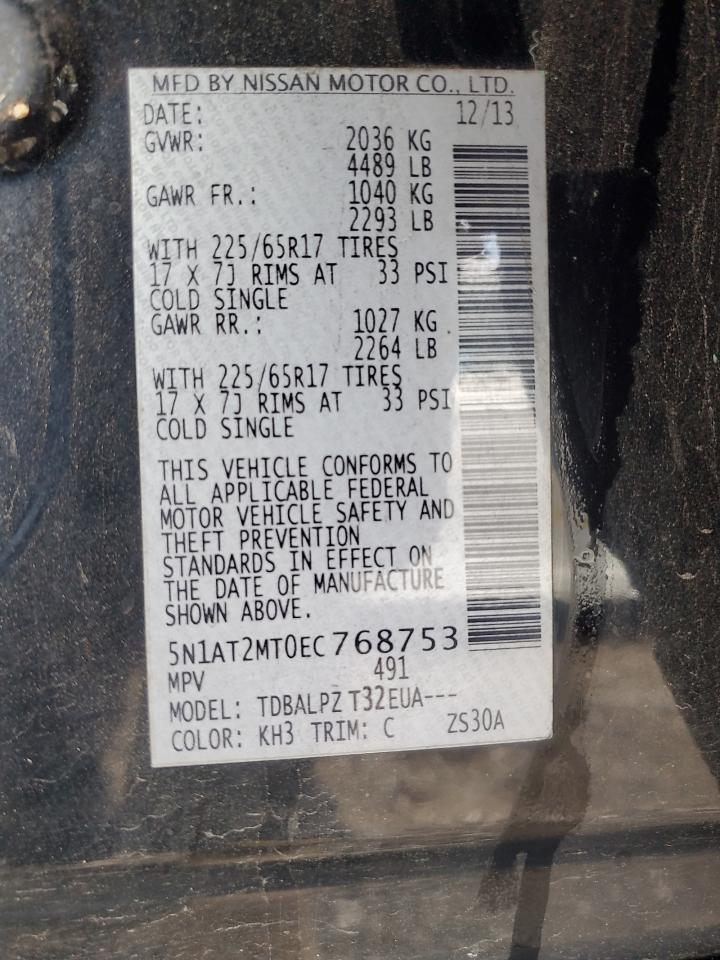 MFD BY NISSAN MOTOR CO., LTD.
DATE: 12/13
GVWR: 2036 KG
4489 LB
GAWR FR.: 1040 KG
2293 LB
WITH 225/65R17 TIRES
17 X 7J RIMS AT 33 PSI
COLD SINGLE
GAWR RR.: 1027 KG.
2264 LB
WITH 225/65R17 TIRES
17 X 7J RIMS AT 33 PSI
COLD SINGLE
THIS VEHICLE CONFORMS TO
ALL APPLICABLE FEDERAL
MOTOR VEHICLE SAFETY AND
THEFT PREVENTION
STANDARDS IN EFFECT ON
THE DATE OF MANUFACTURE
SHOWN ABOVE.
5N1AT2MT0EC768753
MPV 491
MODEL: TDBALPZ T32EUA---
COLOR: KH3 TRIM: C ZS30A